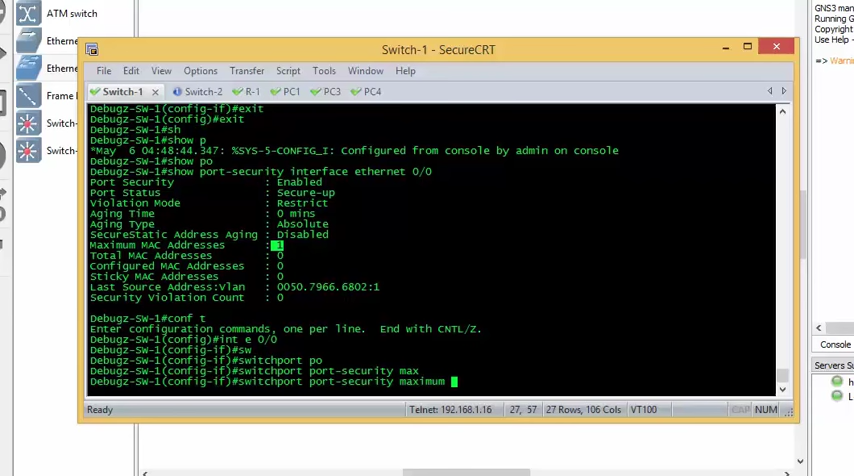 ATM switch
Etherne
Etherne
Frame
Switch-
Switch-
GNS3 man
Running G
Copyright
Use Help -
=> Warnin
Switch-1 - SecureCRT
File Edit View Options Transfer Script Tools Window Help
Switch-1 Switch-2 R-1 PC1 PC3 PC4
Debugz-SW-1(config-if)#exit
Debugz-SW-1(config)#exit
Debugz-SW-1#sh
Debugz-SW-1#show p
*May 6 04:48:44.347: %SYS-5-CONFIG_I: Configured from console by admin on console
Debugz-SW-1#show po
Debugz-SW-1#show port-security interface ethernet 0/0
Port Security : Enabled
Port Status : Secure-up
Violation Mode : Restrict
Aging Time : 0 mins
Aging Type : Absolute
SecureStatic Address Aging : Disabled
Maximum MAC Addresses : 1
Total MAC Addresses : 0
Configured MAC Addresses : 0
Sticky MAC Addresses : 0
Last Source Address:Vlan : 0050.7966.6802:1
Security Violation Count : 0
Debugz-SW-1#conf t
Enter configuration commands, one per line. End with CNTL/Z.
Debugz-SW-1(config)#int e 0/0
Debugz-SW-1(config-if)#sw
Debugz-SW-1(config-if)#switchport po
Debugz-SW-1(config-if)#switchport port-security max
Debugz-SW-1(config-if)#switchport port-security maximum
Ready Telnet: 192.168.1.16 27, 57 27 Rows, 106 Cols VT100 CAP NUM
Console
Servers Su
h
L